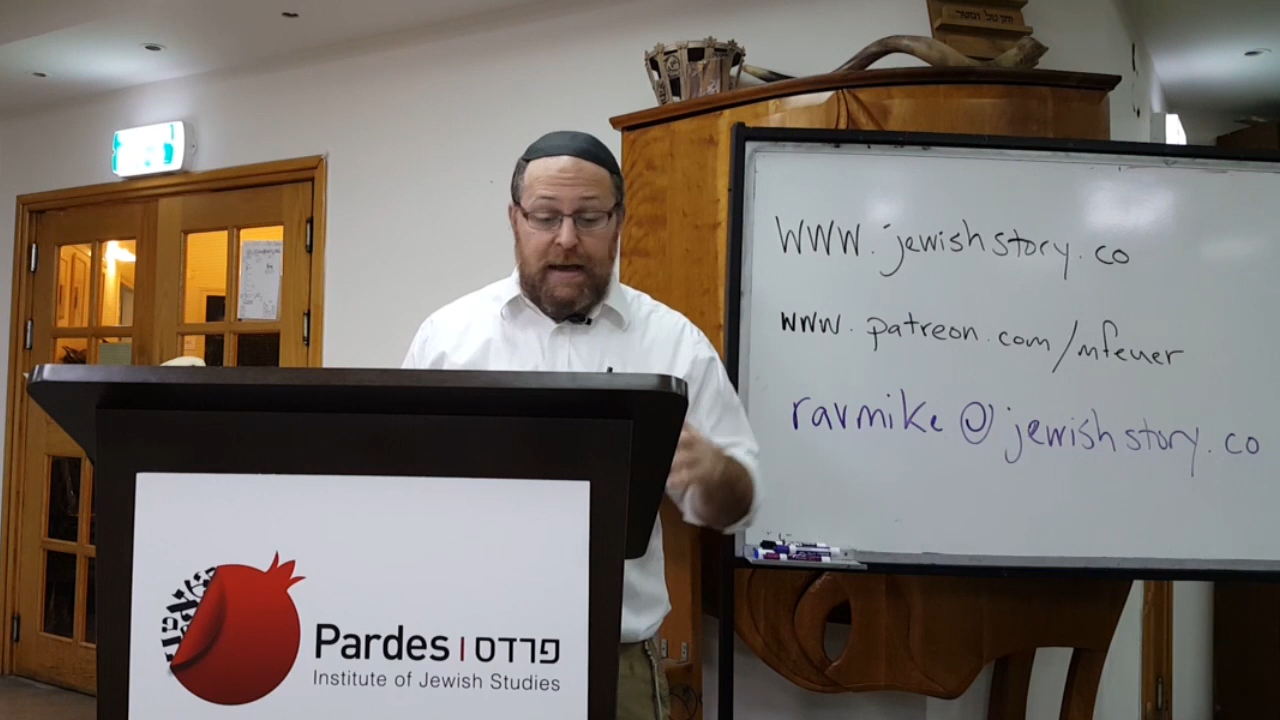 www.jewishstory.co
www.patreon.com/mfeuer
ravmike@jewishstory.co
Pardes | פרדס
Institute of Jewish Studies